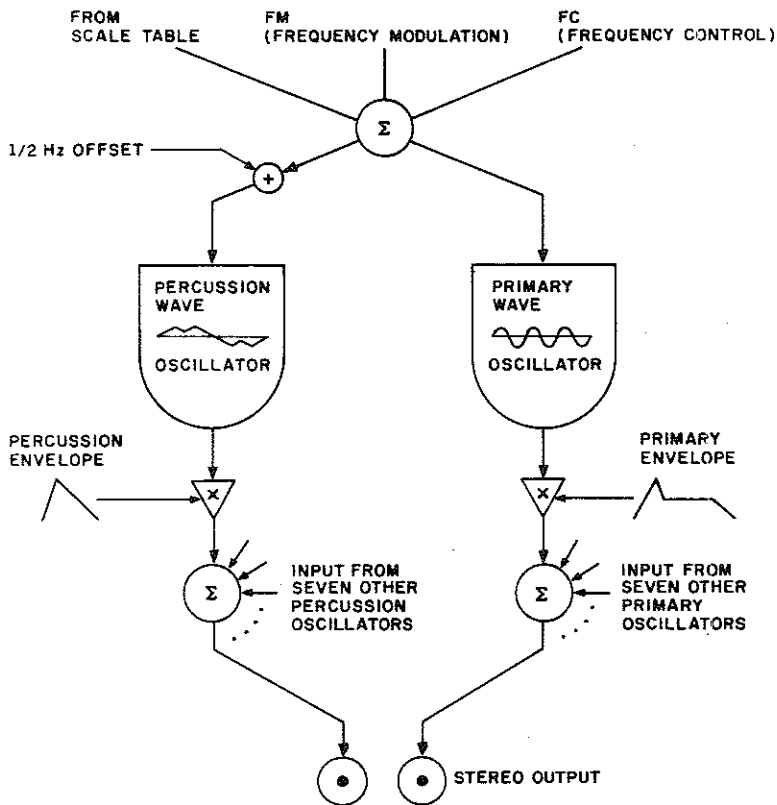 FROM
SCALE TABLE
FM
(FREQUENCY MODULATION)
FC
(FREQUENCY CONTROL)
Σ
1/2 Hz OFFSET
+
PERCUSSION
WAVE
OSCILLATOR
PRIMARY
WAVE
OSCILLATOR
PERCUSSION
ENVELOPE
X
X
PRIMARY
ENVELOPE
Σ
INPUT FROM
SEVEN OTHER
PERCUSSION
OSCILLATORS
Σ
INPUT FROM
SEVEN OTHER
PRIMARY
OSCILLATORS
STEREO OUTPUT